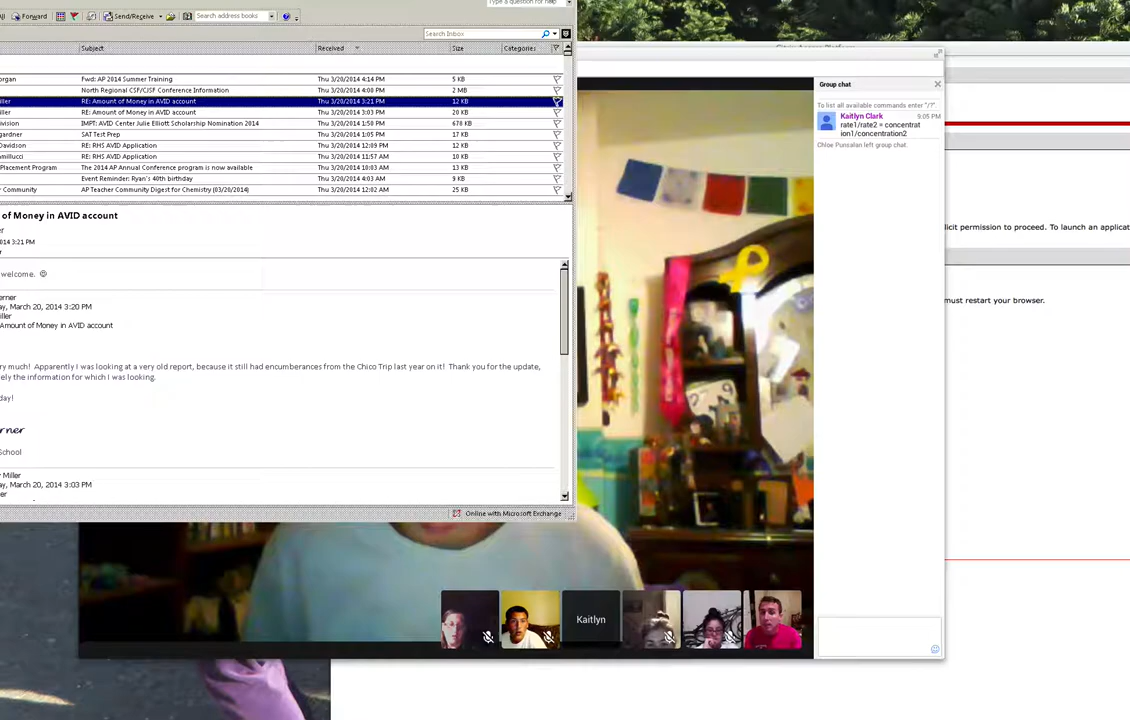 Type a question for help
Forward Send/Receive Search address books
Search Inbox
Subject Received Size Categories
organ Fwd: AP 2014 Summer Training Thu 3/20/2014 4:14 PM 5 KB
North Regional CSF/CJSF Conference Information Thu 3/20/2014 4:00 PM 2 MB
iller RE: Amount of Money in AVID account Thu 3/20/2014 3:21 PM 12 KB
iller RE: Amount of Money in AVID account Thu 3/20/2014 3:03 PM 20 KB
ivision IMPT: AVID Center Julie Elliott Scholarship Nomination 2014 Thu 3/20/2014 1:50 PM 678 KB
gardner SAT Test Prep Thu 3/20/2014 1:05 PM 17 KB
Davidson RE: RHS AVID Application Thu 3/20/2014 12:09 PM 12 KB
amillucci RE: RHS AVID Application Thu 3/20/2014 11:57 AM 10 KB
Placement Program The 2014 AP Annual Conference program is now available Thu 3/20/2014 10:03 AM 13 KB
Event Reminder: Ryan's 40th birthday Thu 3/20/2014 4:03 AM 9 KB
r Community AP Teacher Community Digest for Chemistry (03/20/2014) Thu 3/20/2014 12:02 AM 25 KB
of Money in AVID account
er
014 3:21 PM
er
welcome. ☺
erner
ay, March 20, 2014 3:20 PM
iller
Amount of Money in AVID account
ry much! Apparently I was looking at a very old report, because it still had encumberances from the Chico Trip last year on it! Thank you for the update,
ely the information for which I was looking.
day!
erner
School
y Miller
ay, March 20, 2014 3:03 PM
rner
Online with Microsoft Exchange
Citrix Access Platform
Group chat
To list all available commands enter "/?".
Kaitlyn Clark 9:05 PM
rate1/rate2 = concentrat
ion1/concentration2
Chloe Punsalan left group chat.
licit permission to proceed. To launch an applicat
must restart your browser.
Kaitlyn